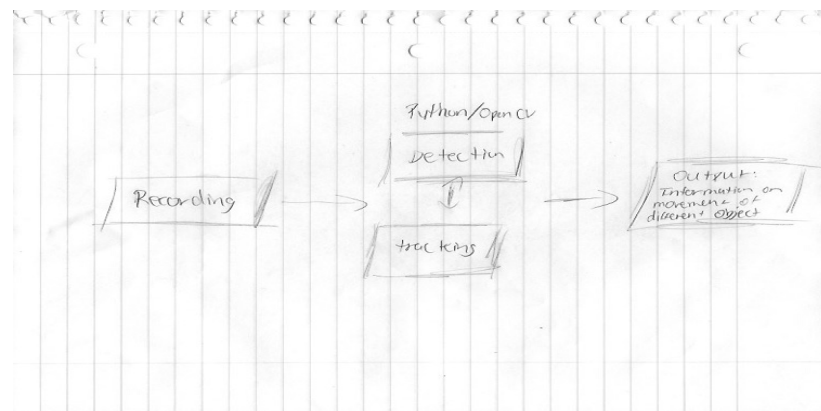 Recording
Python/OpenCV
Detection
tracking
Output:
Information on
movement of
different object